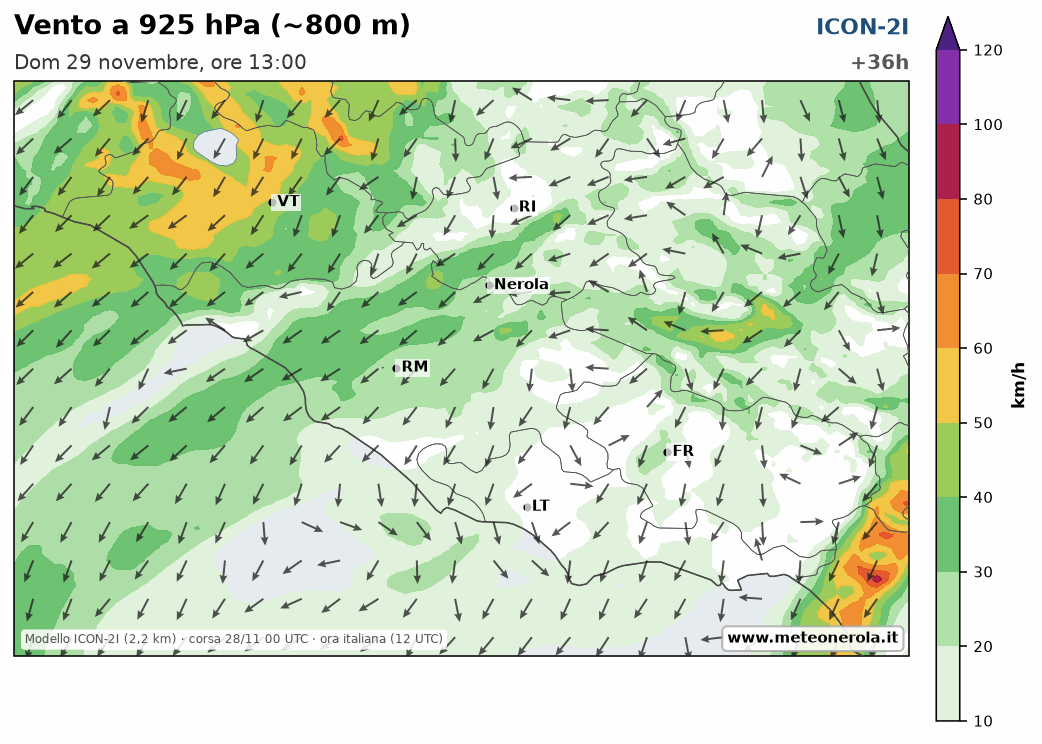 Vento a 925 hPa (~800 m)
ICON-2I
Dom 29 novembre, ore 13:00
+36h
VT
RI
Nerola
RM
FR
LT
Modello ICON-2I (2,2 km) · corsa 28/11 00 UTC · ora italiana (12 UTC)
www.meteonerola.it
120
100
80
70
60
50
40
30
20
10
km/h